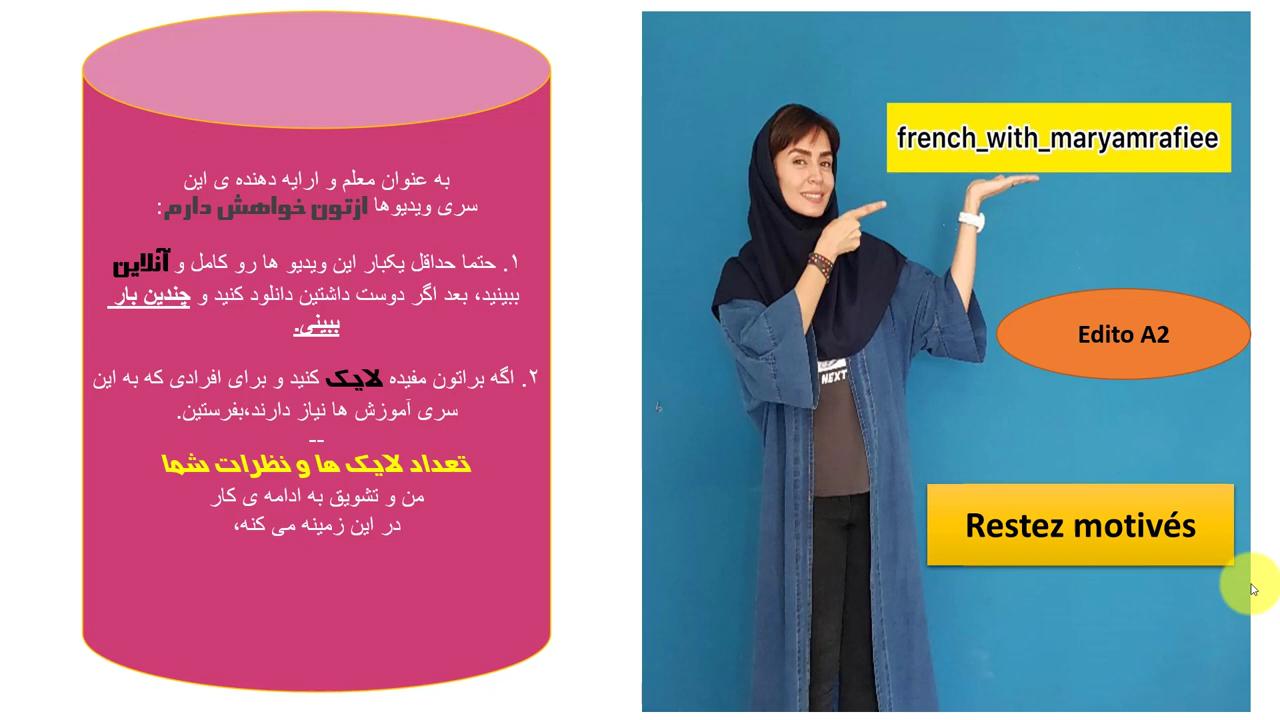 به عنوان معلم و ارایه دهنده ی این
سری ویدیوها ازتون خواهش دارم:
۱. حتما حداقل یکبار این ویدیو ها رو کامل و آنلاین
ببینید، بعد اگر دوست داشتین دانلود کنید و چندین بار
ببینی.
۲. اگه براتون مفیده لایک کنید و برای افرادی که به این
سری آموزش ها نیاز دارند،بفرستین.
--
تعداد لایک ها و نظرات شما
من و تشویق به ادامه ی کار
در این زمینه می کنه،
french_with_maryamrafiee
Edito A2
NEXT
Restez motivés